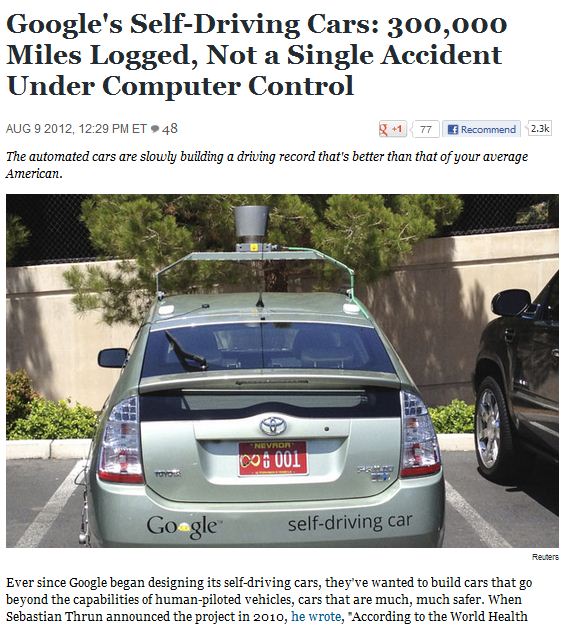 Google's Self-Driving Cars: 300,000
Miles Logged, Not a Single Accident
Under Computer Control
AUG 9 2012, 12:29 PM ET 48
g +1 77 f Recommend 2.3k
The automated cars are slowly building a driving record that's better than that of your average
American.
NEVADA
∞ AU 001
TOYOTA
PRIUS
Google self-driving car
Reuters
Ever since Google began designing its self-driving cars, they've wanted to build cars that go
beyond the capabilities of human-piloted vehicles, cars that are much, much safer. When
Sebastian Thrun announced the project in 2010, he wrote, "According to the World Health